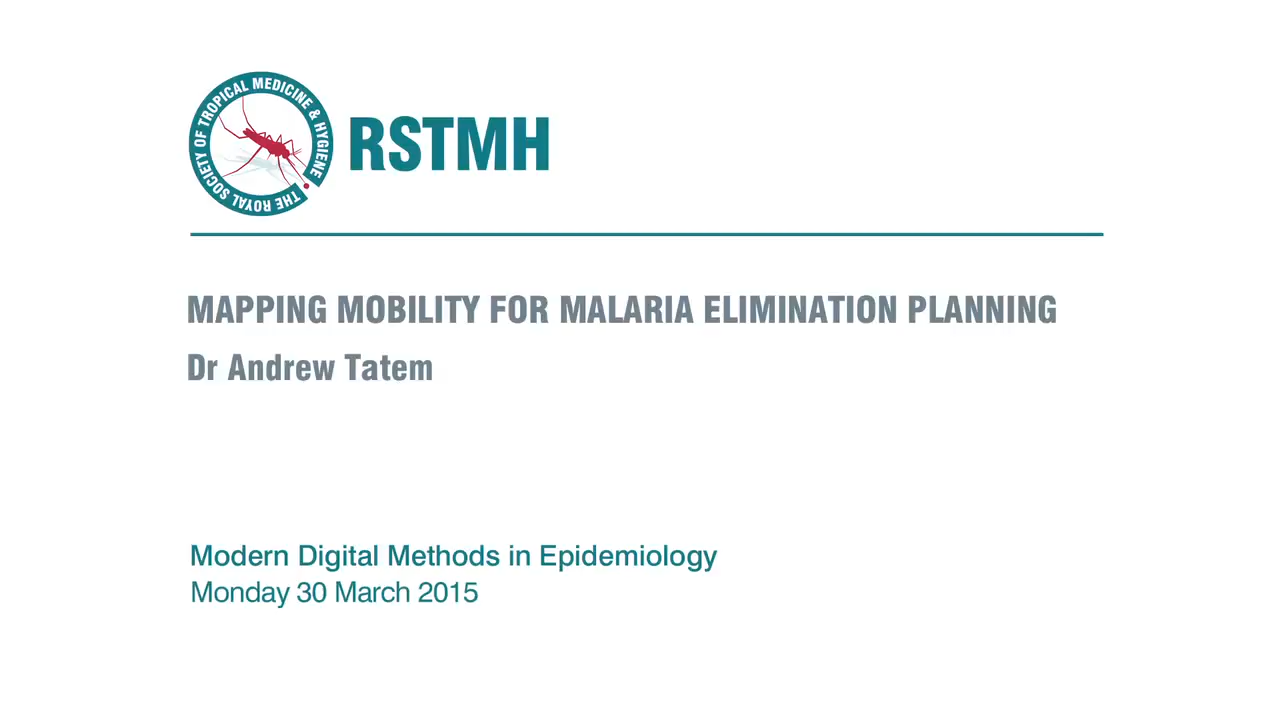 THE ROYAL SOCIETY OF TROPICAL MEDICINE & HYGIENE
RSTMH
MAPPING MOBILITY FOR MALARIA ELIMINATION PLANNING
Dr Andrew Tatem
Modern Digital Methods in Epidemiology
Monday 30 March 2015